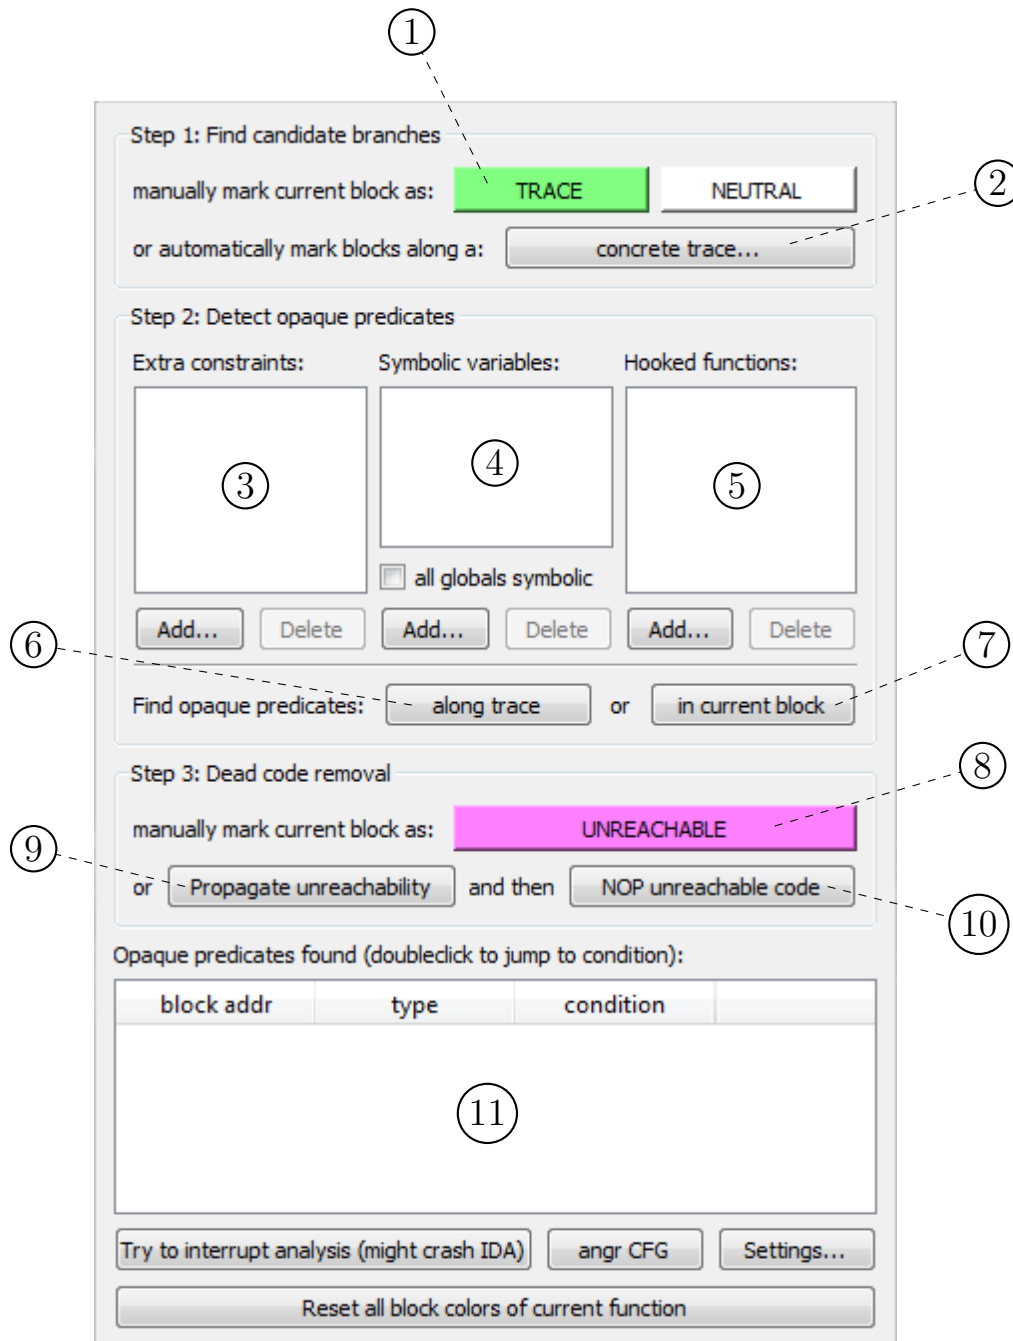 1
Step 1: Find candidate branches
manually mark current block as: TRACE NEUTRAL
2
or automatically mark blocks along a: concrete trace...
Step 2: Detect opaque predicates
Extra constraints: Symbolic variables: Hooked functions:
3 4 5
all globals symbolic
Add... Delete Add... Delete Add... Delete
6 7
Find opaque predicates: along trace or in current block
Step 3: Dead code removal
8
manually mark current block as: UNREACHABLE
9
or Propagate unreachability and then NOP unreachable code
10
Opaque predicates found (doubleclick to jump to condition):
block addr type condition
11
Try to interrupt analysis (might crash IDA) angr CFG Settings...
Reset all block colors of current function